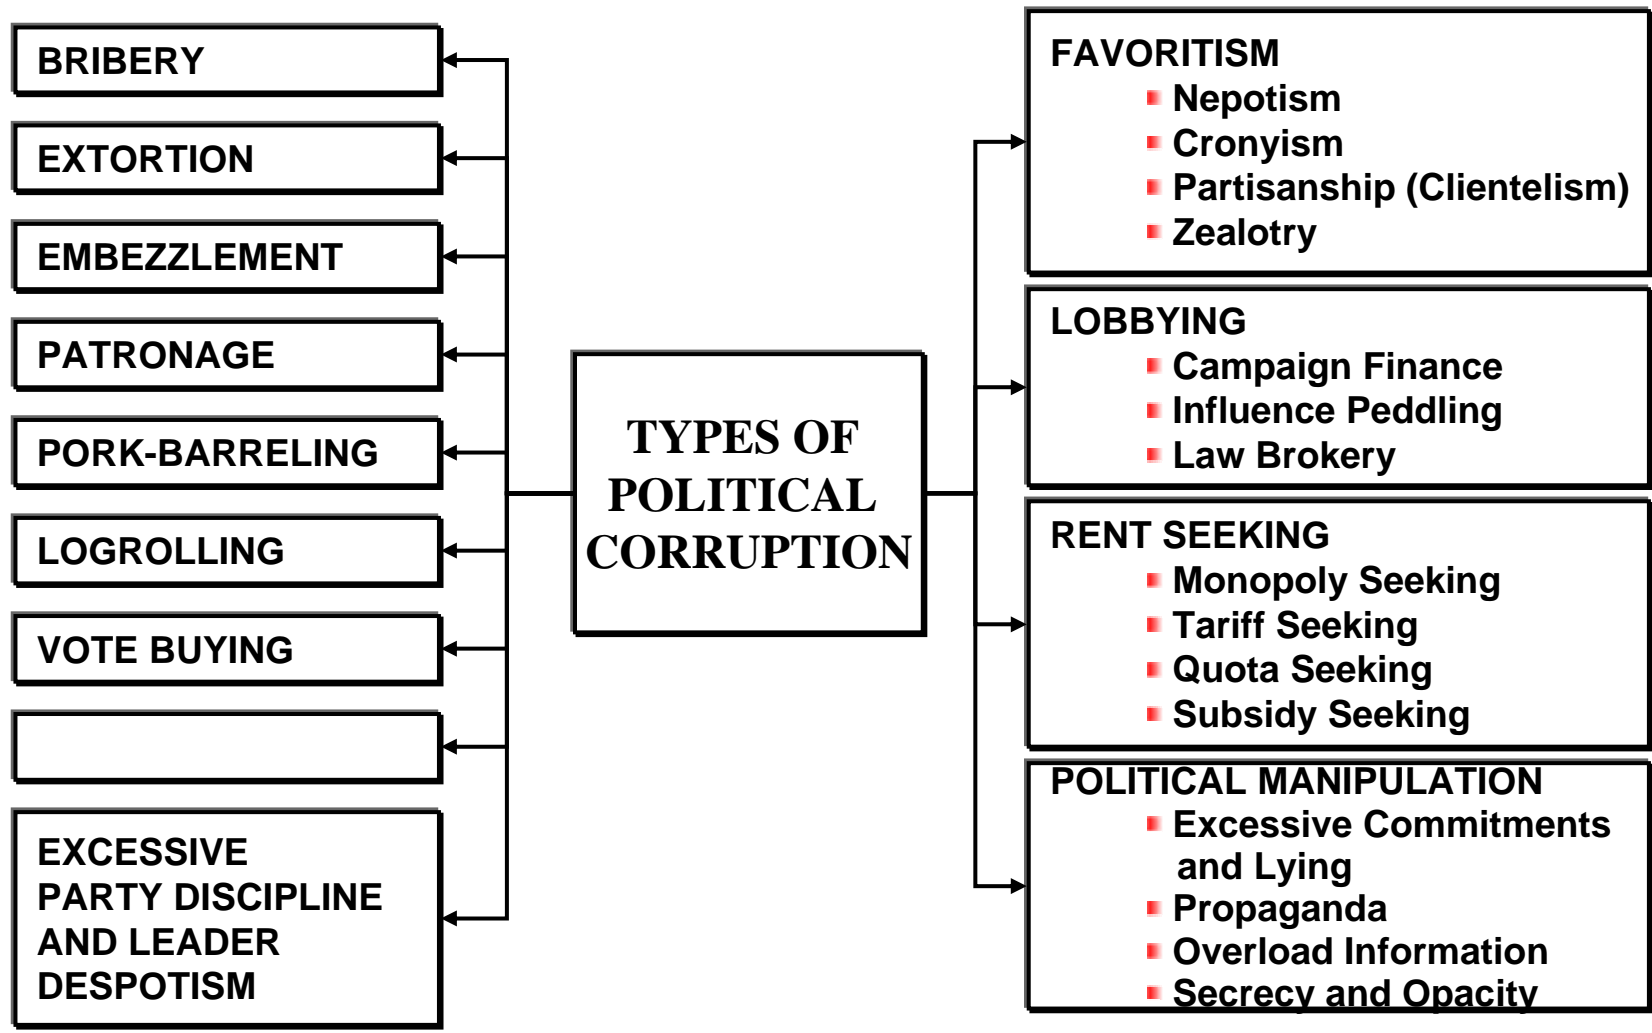 BRIBERY
EXTORTION
EMBEZZLEMENT
PATRONAGE
PORK-BARRELING
LOGROLLING
VOTE BUYING
EXCESSIVE
PARTY DISCIPLINE
AND LEADER
DESPOTISM
TYPES OF
POLITICAL
CORRUPTION
FAVORITISM
Nepotism
Cronyism
Partisanship (Clientelism)
Zealotry
LOBBYING
Campaign Finance
Influence Peddling
Law Brokery
RENT SEEKING
Monopoly Seeking
Tariff Seeking
Quota Seeking
Subsidy Seeking
POLITICAL MANIPULATION
Excessive Commitments
and Lying
Propaganda
Overload Information
Secrecy and Opacity